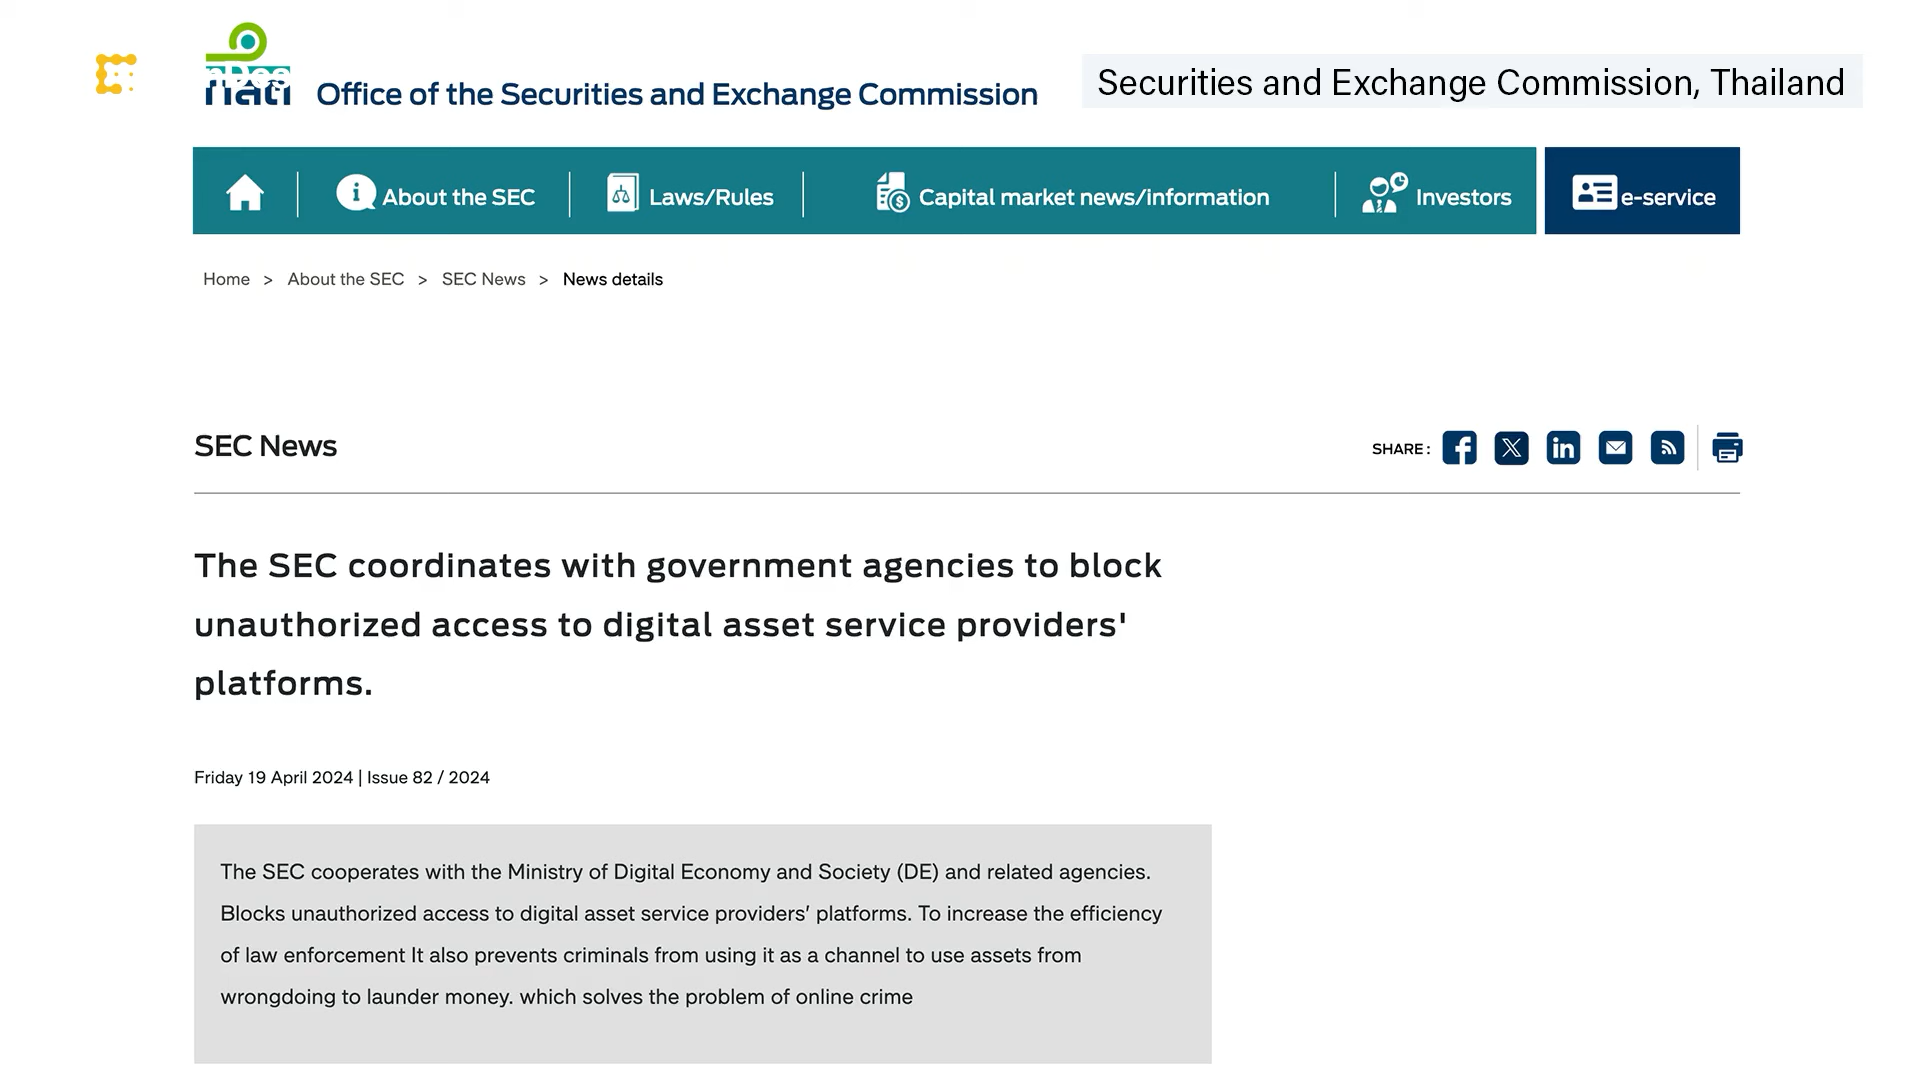 Office of the Securities and Exchange Commission
Securities and Exchange Commission, Thailand
About the SEC
Laws/Rules
Capital market news/information
Investors
e-service
Home > About the SEC > SEC News > News details
SEC News
SHARE :
The SEC coordinates with government agencies to block
unauthorized access to digital asset service providers'
platforms.
Friday 19 April 2024 | Issue 82 / 2024
The SEC cooperates with the Ministry of Digital Economy and Society (DE) and related agencies.
Blocks unauthorized access to digital asset service providers’ platforms. To increase the efficiency
of law enforcement It also prevents criminals from using it as a channel to use assets from
wrongdoing to launder money. which solves the problem of online crime